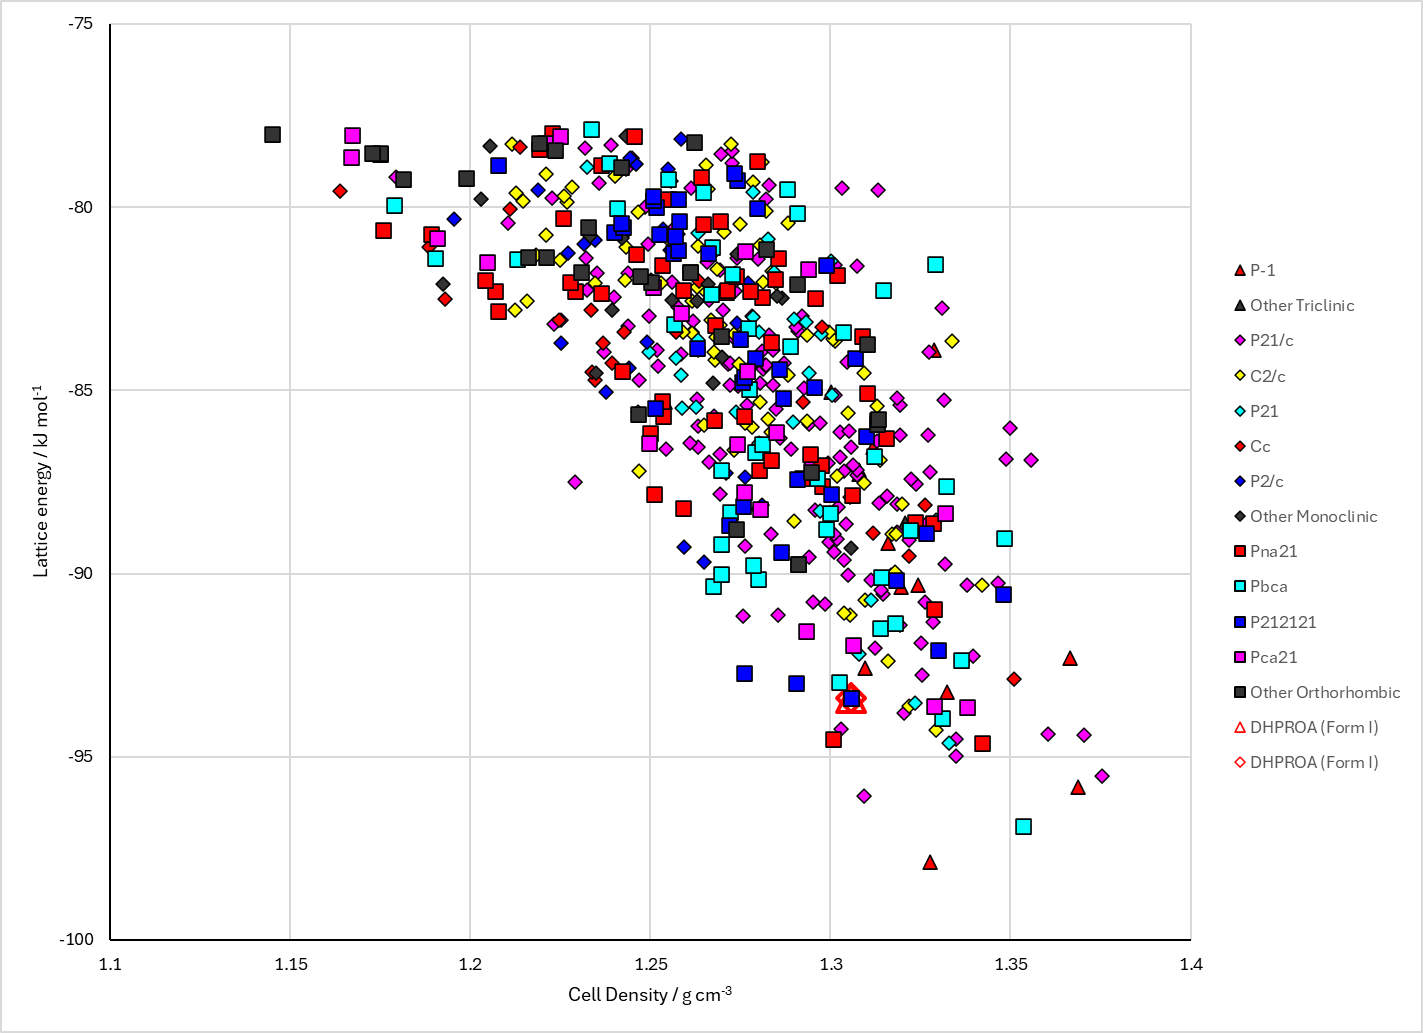 -75
-80
-85
-90
-95
-100
Lattice energy / kJ mol⁻¹
1.1
1.15
1.2
1.25
1.3
1.35
1.4
Cell Density / g cm⁻³
P-1
Other Triclinic
P21/c
C2/c
P21
Cc
P2/c
Other Monoclinic
Pna21
Pbca
P212121
Pca21
Other Orthorhombic
DHPROA (Form I)
DHPROA (Form I)